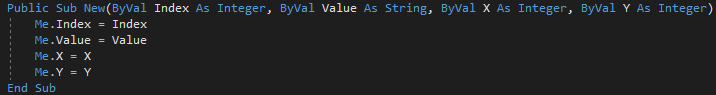 Public Sub New(ByVal Index As Integer, ByVal Value As String, ByVal X As Integer, ByVal Y As Integer)
    Me.Index = Index
    Me.Value = Value
    Me.X = X
    Me.Y = Y
End Sub